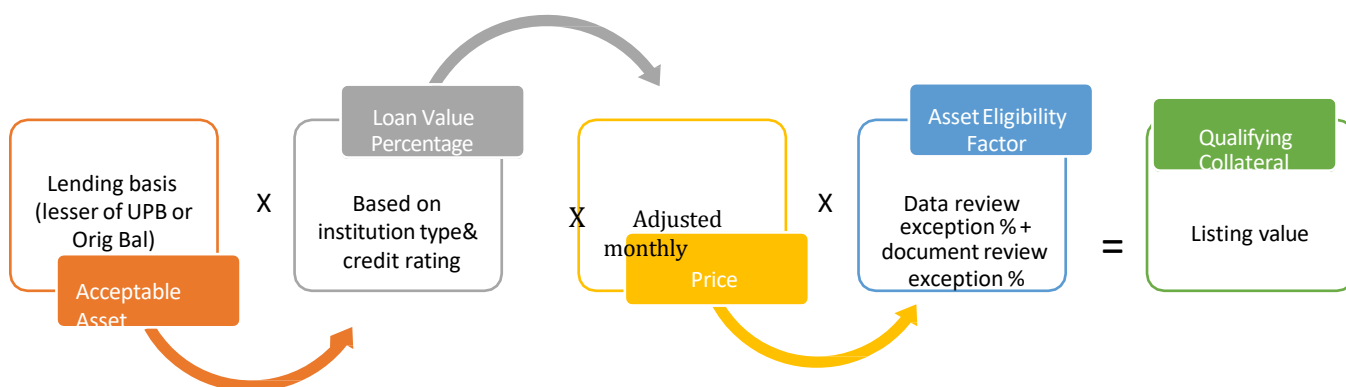 Lending basis
(lesser of UPB or
Orig Bal)
Acceptable
Asset
X
Loan Value
Percentage
Based on
institution type&
credit rating
X
Adjusted
monthly
Price
X
Asset Eligibility
Factor
Data review
exception % +
document review
exception %
=
Qualifying
Collateral
Listing value